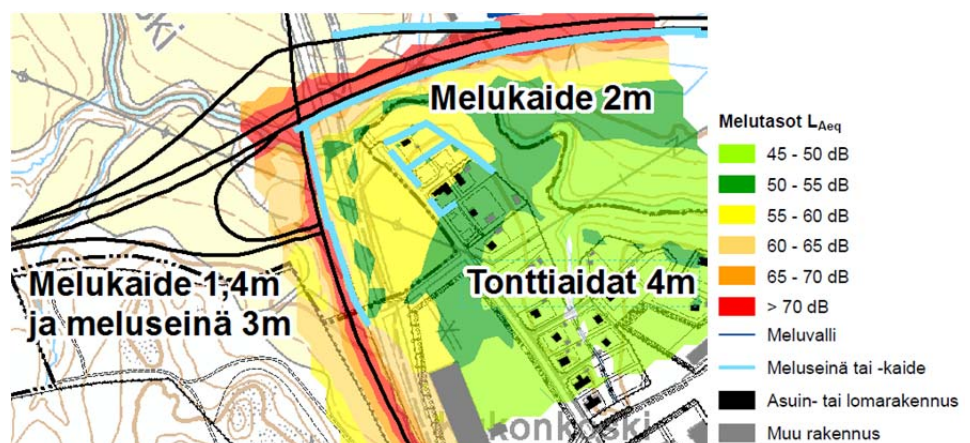 Melukaide 2m
Melukaide 1,4m
ja meluseinä 3m
Tonttiaidat 4m
Melutasot LAeq
45 - 50 dB
50 - 55 dB
55 - 60 dB
60 - 65 dB
65 - 70 dB
> 70 dB
Meluvalli
Meluseinä tai -kaide
Asuin- tai lomarakennus
Muu rakennus